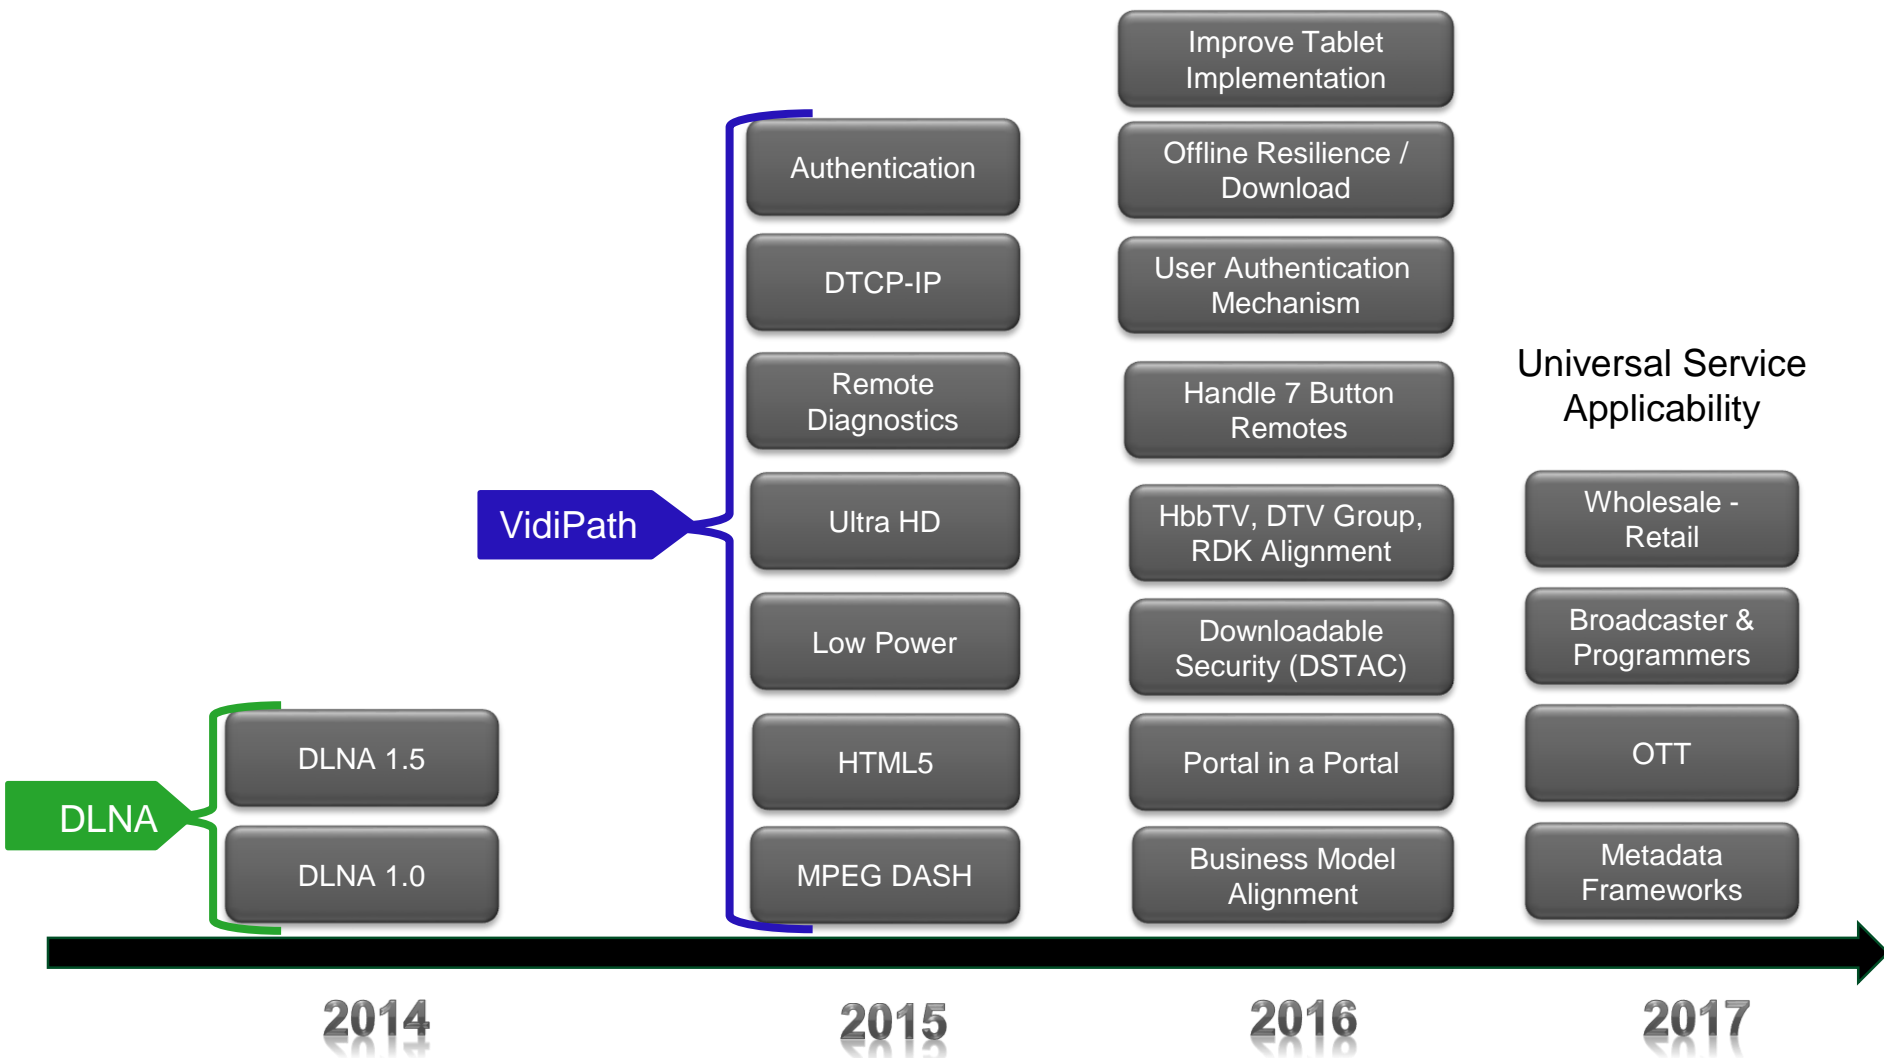 DLNA
DLNA 1.5
DLNA 1.0
VidiPath
Authentication
DTCP-IP
Remote
Diagnostics
Ultra HD
Low Power
HTML5
MPEG DASH
Improve Tablet
Implementation
Offline Resilience /
Download
User Authentication
Mechanism
Handle 7 Button
Remotes
HbbTV, DTV Group,
RDK Alignment
Downloadable
Security (DSTAC)
Portal in a Portal
Business Model
Alignment
Universal Service
Applicability
Wholesale -
Retail
Broadcaster &
Programmers
OTT
Metadata
Frameworks
2014
2015
2016
2017